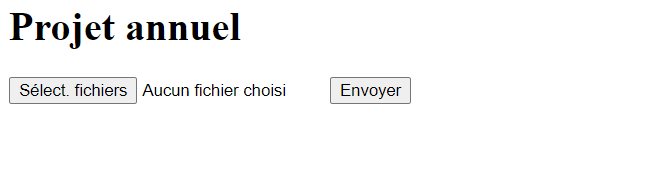 Projet annuel
Sélect. fichiers Aucun fichier choisi Envoyer